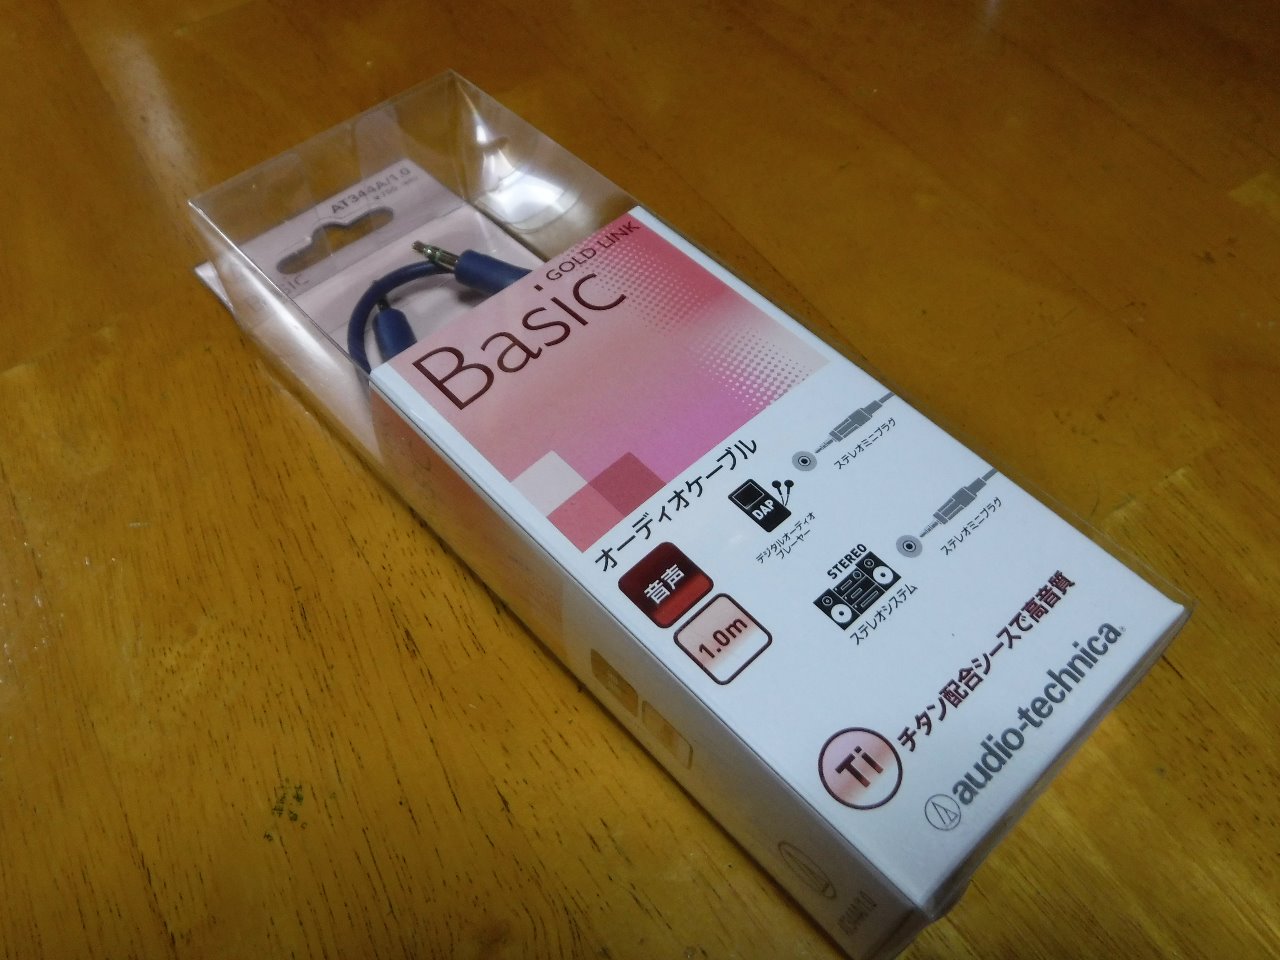 AT344A/1.0
GOLD LINK
Basic
オーディオケーブル
音声
1.0m
DAP
デジタルオーディオ
プレーヤー
ステレオミニプラグ
STEREO
ステレオシステム
ステレオミニプラグ
Ti
チタン配合シースで高音質
audio-technica